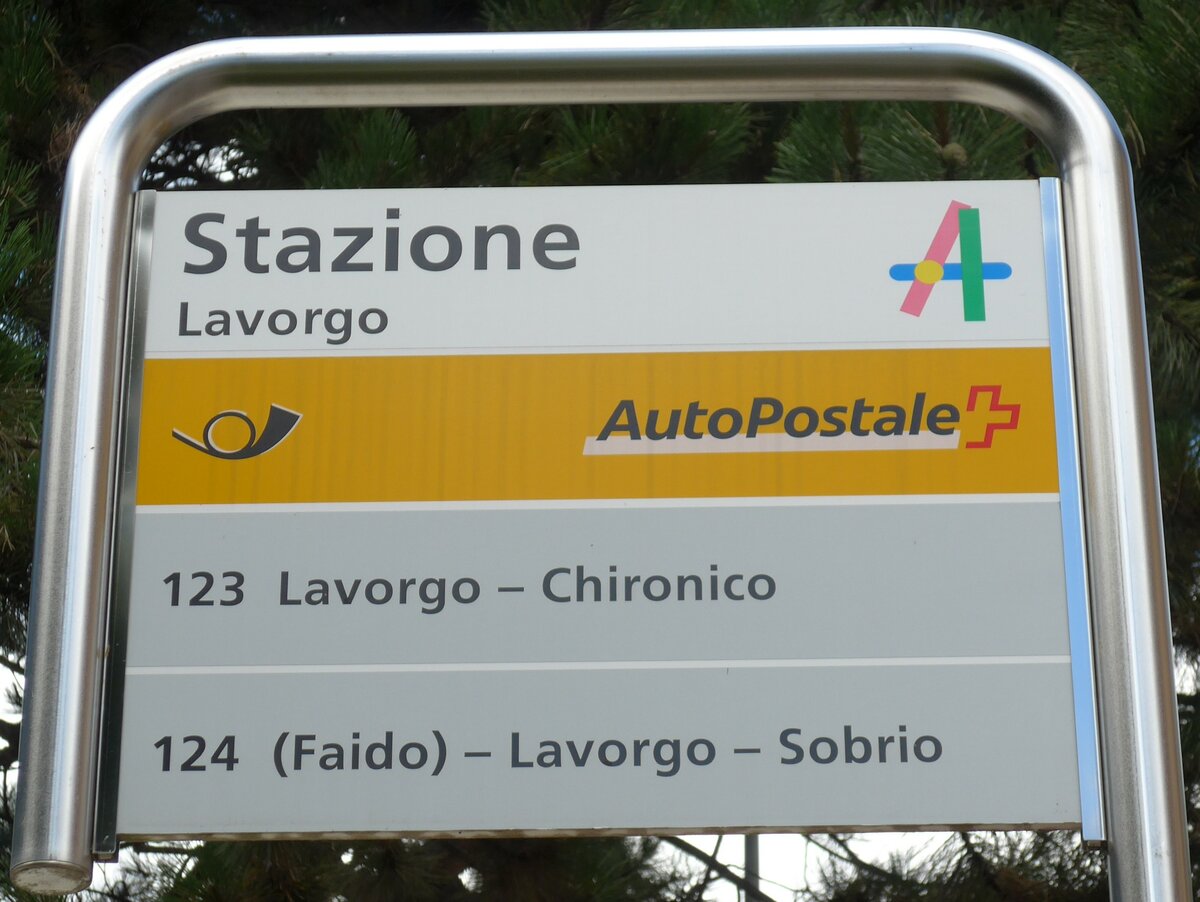 Stazione
Lavorgo
AutoPostale
123 Lavorgo – Chironico
124 (Faido) – Lavorgo – Sobrio